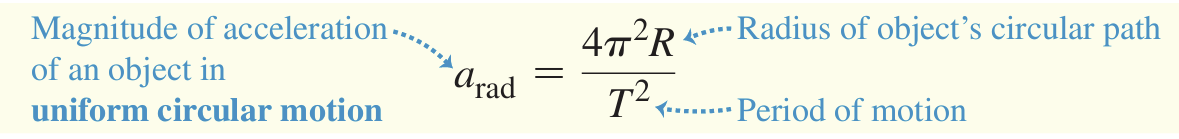 Magnitude of acceleration
of an object in
uniform circular motion
a_rad = 4π²R / T²
Radius of object's circular path
Period of motion